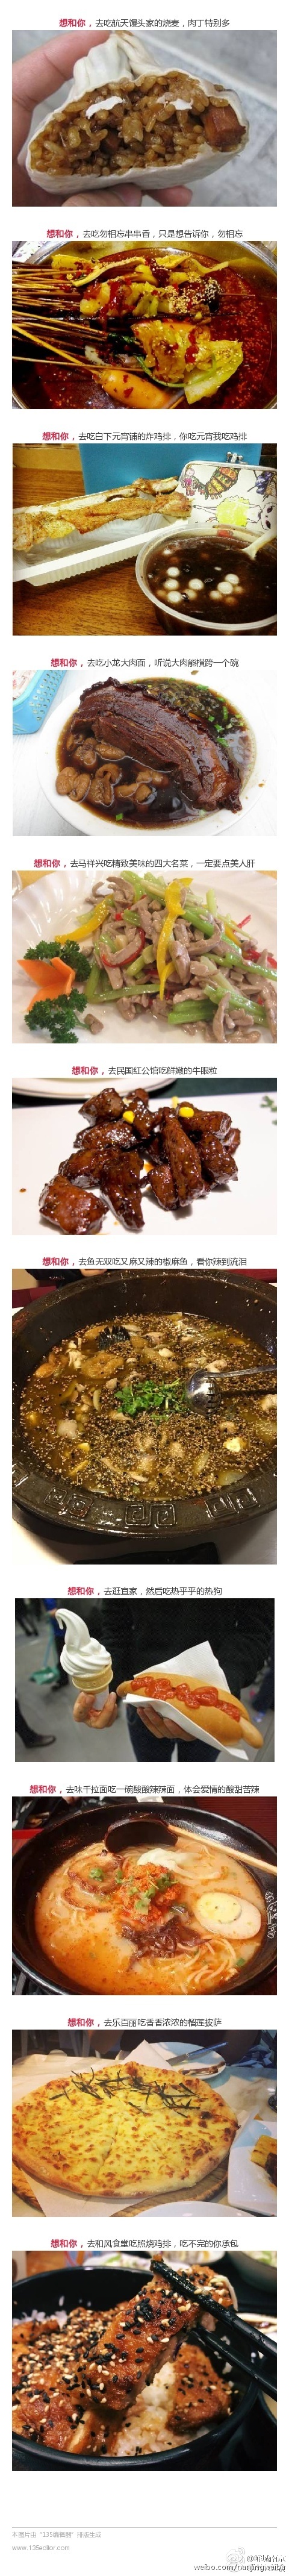 想和你，去吃航天馒头家的烧麦，肉丁特别多
想和你，去吃勿相忘串串香，只是想告诉你，勿相忘
想和你，去吃白下元宵铺的炸鸡排，你吃元宵我吃鸡排
想和你，去吃小龙大肉面，听说大肉能横跨一个碗
想和你，去马祥兴吃精致美味的四大名菜，一定要点美人肝
想和你，去民国红公馆吃鲜嫩的牛眼粒
想和你，去鱼无双吃又麻又辣的椒麻鱼，看你辣到流泪
想和你，去逛宜家，然后吃热乎乎的热狗
想和你，去味千拉面吃一碗酸酸辣辣面，体会爱情的酸甜苦辣
想和你，去乐百丽吃香香浓浓的榴莲披萨
想和你，去和风食堂吃照烧鸡排，吃不完的你承包
本图片由“135编辑器”排版生成
www.135editor.com